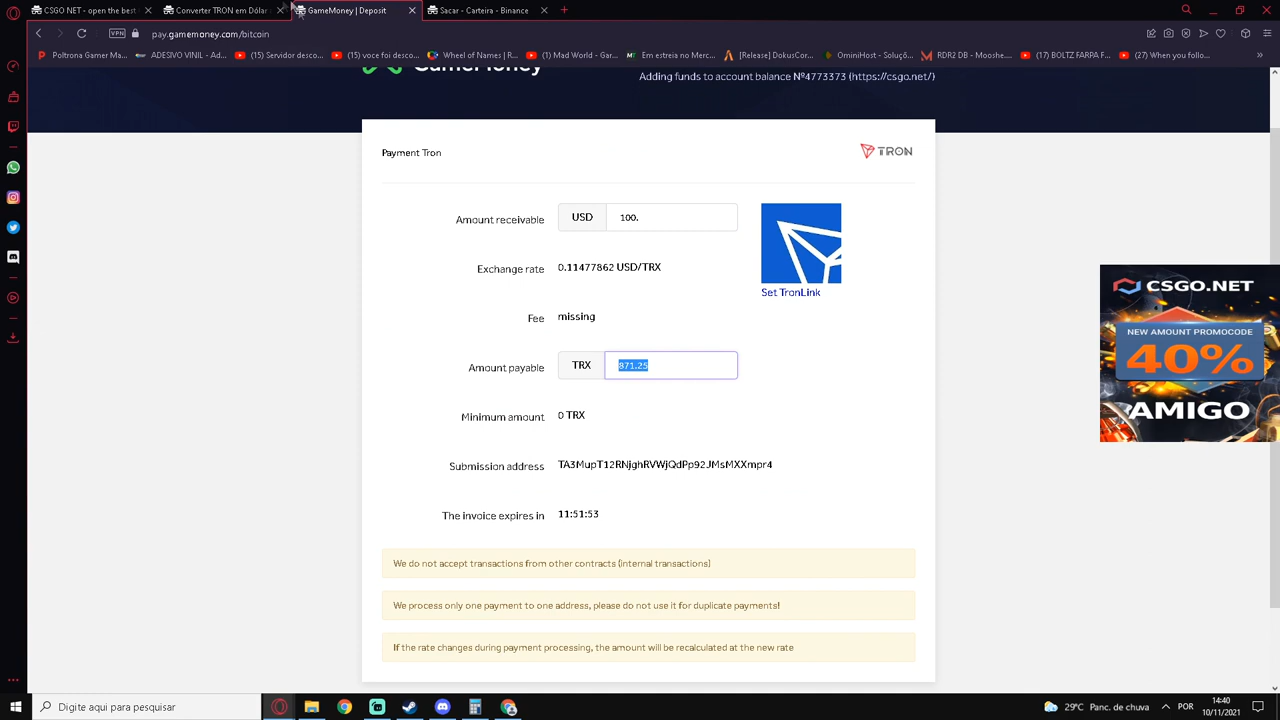 CSGO NET - open the best
Converter TRON em Dólar
GameMoney | Deposit
Sacar - Carteira - Binance
VPN
pay.gamemoney.com/bitcoin
Poltrona Gamer Ma...
ADESIVO VINIL - Ad...
(15) Servidor desco...
(15) voce foi desco...
Wheel of Names | R...
(1) Mad World - Gar...
Em estreia no Merc...
[Release] DokusCor...
OminiHost - Soluçõ...
RDR2 DB - Mooshe...
(17) BOLTZ FARPA F...
(27) When you follo...
GameMoney
Adding funds to account balance Nº4773373 (https://csgo.net/)
Payment Tron
TRON
Amount receivable
USD
100.
Exchange rate
0.11477862 USD/TRX
Set TronLink
Fee
missing
Amount payable
TRX
871.25
Minimum amount
0 TRX
Submission address
TA3MupT12RNjghRVWjQdPp92JMsMXXmpr4
The invoice expires in
11:51:53
We do not accept transactions from other contracts (internal transactions)
We process only one payment to one address, please do not use it for duplicate payments!
If the rate changes during payment processing, the amount will be recalculated at the new rate
CSGO.NET
NEW AMOUNT PROMOCODE
40%
AMIGO
Digite aqui para pesquisar
29°C Panc. de chuva
POR
14:40
10/11/2021